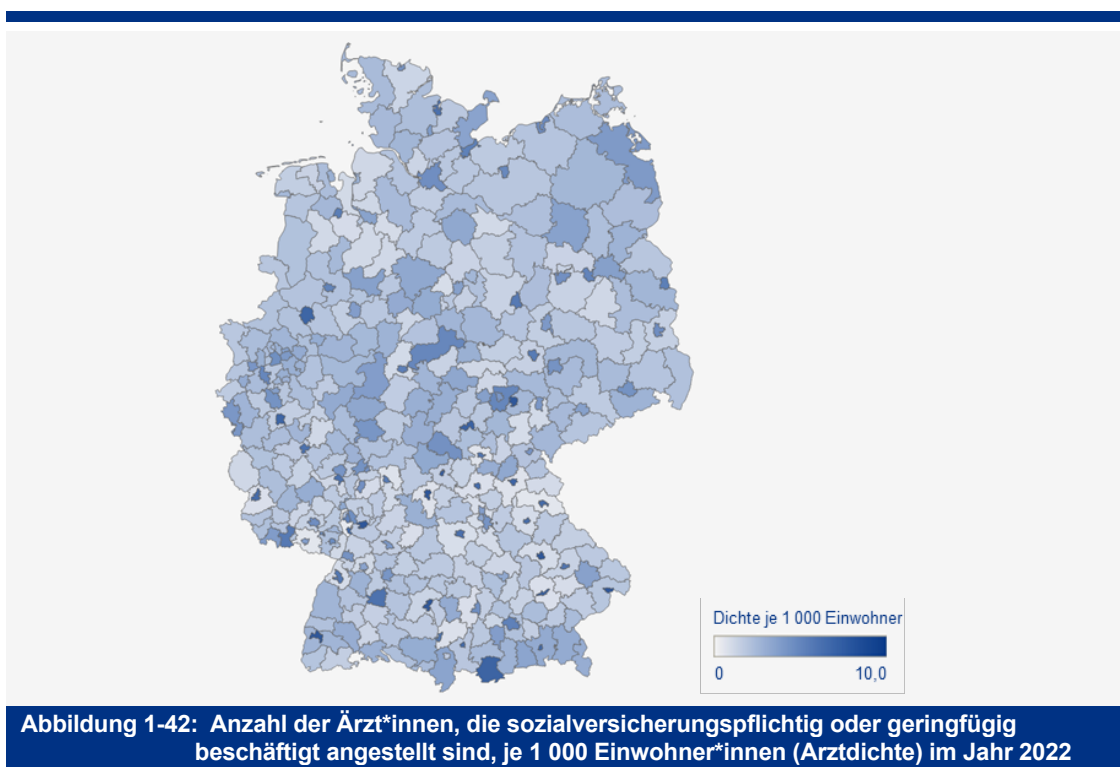 Dichte je 1 000 Einwohner
0 10,0
Abbildung 1-42: Anzahl der Ärzt*innen, die sozialversicherungspflichtig oder geringfügig
beschäftigt angestellt sind, je 1 000 Einwohner*innen (Arztdichte) im Jahr 2022